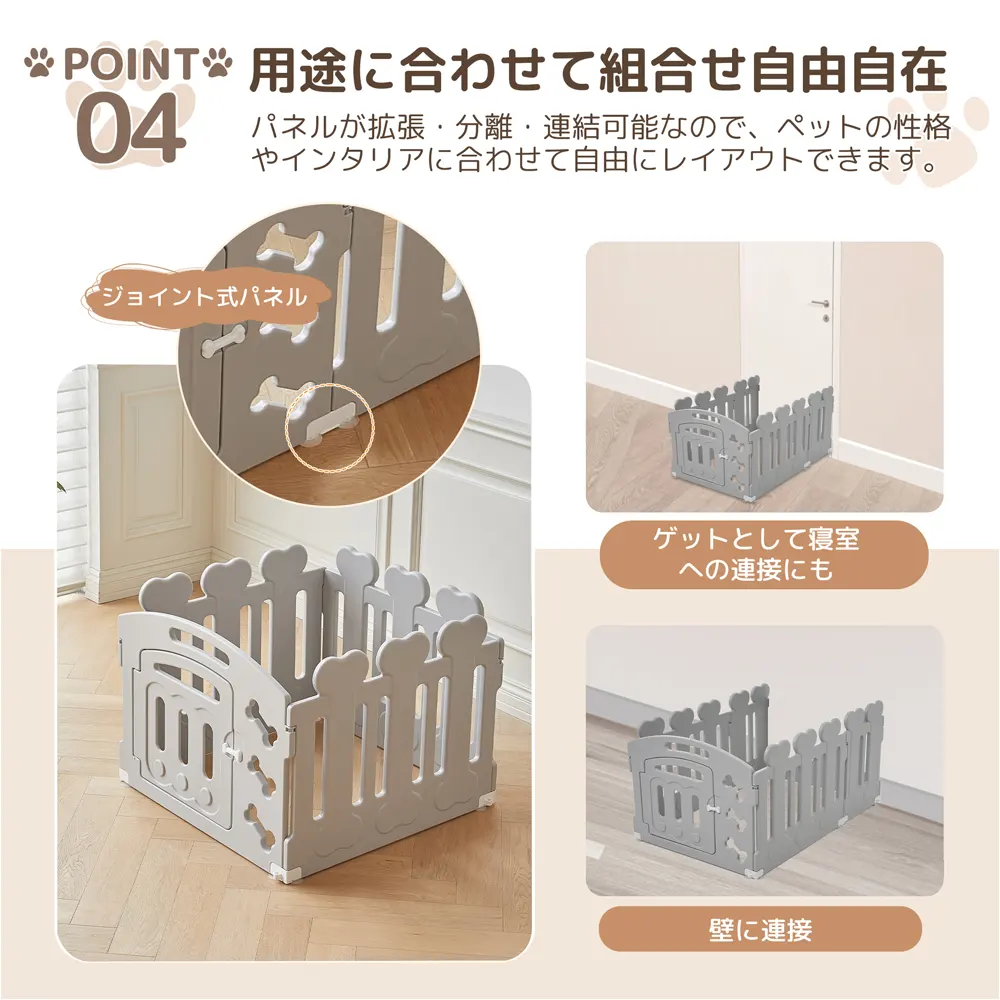 POINT
04
用途に合わせて組合せ自由自在
パネルが拡張・分離・連結可能なので、ペットの性格
やインタリアに合わせて自由にレイアウトできます。
ジョイント式パネル
ゲットとして寝室
への連接にも
壁に連接